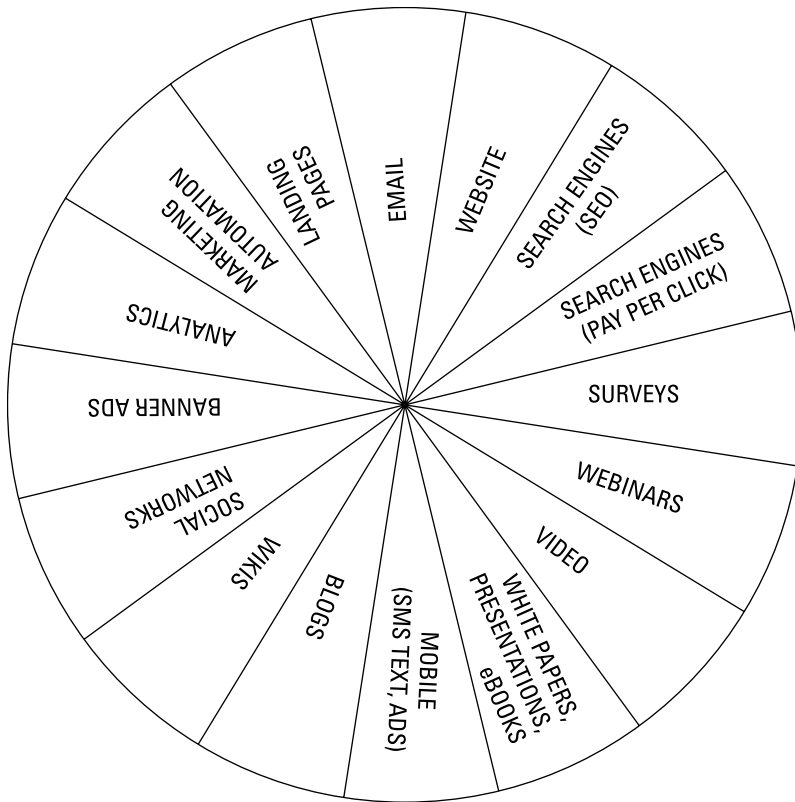 EMAIL
WEBSITE
SEARCH ENGINES
(SEO)
SEARCH ENGINES
(PAY PER CLICK)
SURVEYS
WEBINARS
VIDEO
WHITE PAPERS,
PRESENTATIONS,
eBOOKS
MOBILE
(SMS TEXT, ADS)
BLOGS
WIKIS
SOCIAL
NETWORKS
BANNER ADS
ANALYTICS
MARKETING
AUTOMATION
LANDING
PAGES